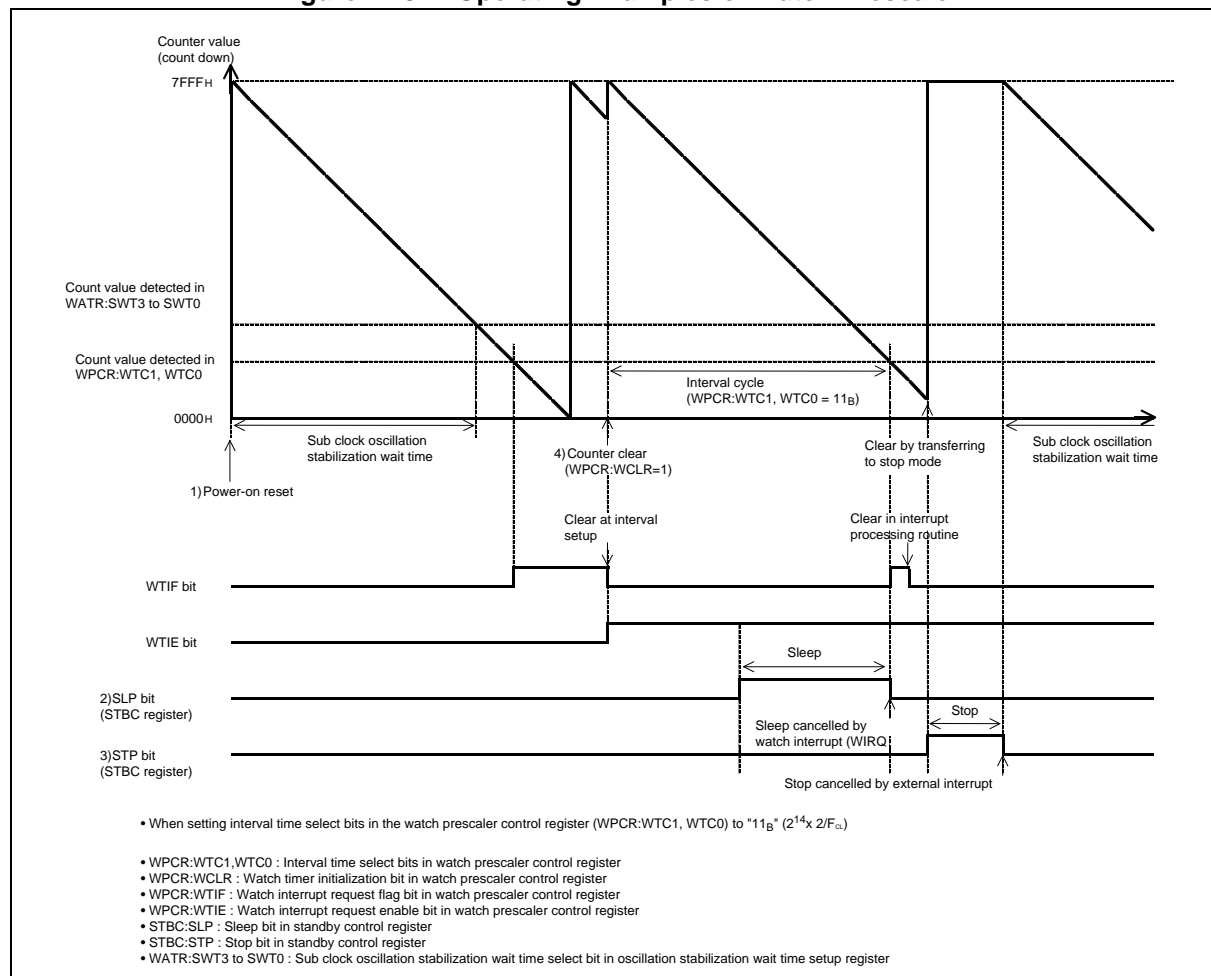 Counter value
(count down)
7FFFH
Count value detected in
WATR:SWT3 to SWT0
Count value detected in
WPCR:WTC1, WTC0
0000H
Interval cycle
(WPCR:WTC1, WTC0 = 11B)
Sub clock oscillation
stabilization wait time
4) Counter clear
(WPCR:WCLR=1)
Clear by transferring
to stop mode
Sub clock oscillation
stabilization wait time
1) Power-on reset
Clear at interval
setup
Clear in interrupt
processing routine
WTIF bit
WTIE bit
Sleep
2)SLP bit
(STBC register)
Sleep cancelled by
watch interrupt (WIRQ
Stop
3)STP bit
(STBC register)
Stop cancelled by external interrupt
• When setting interval time select bits in the watch prescaler control register (WPCR:WTC1, WTC0) to "11B" (2^14 x 2/FCL)
• WPCR:WTC1,WTC0 : Interval time select bits in watch prescaler control register
• WPCR:WCLR : Watch timer initialization bit in watch prescaler control register
• WPCR:WTIF : Watch interrupt request flag bit in watch prescaler control register
• WPCR:WTIE : Watch interrupt request enable bit in watch prescaler control register
• STBC:SLP : Sleep bit in standby control register
• STBC:STP : Stop bit in standby control register
• WATR:SWT3 to SWT0 : Sub clock oscillation stabilization wait time select bit in oscillation stabilization wait time setup register